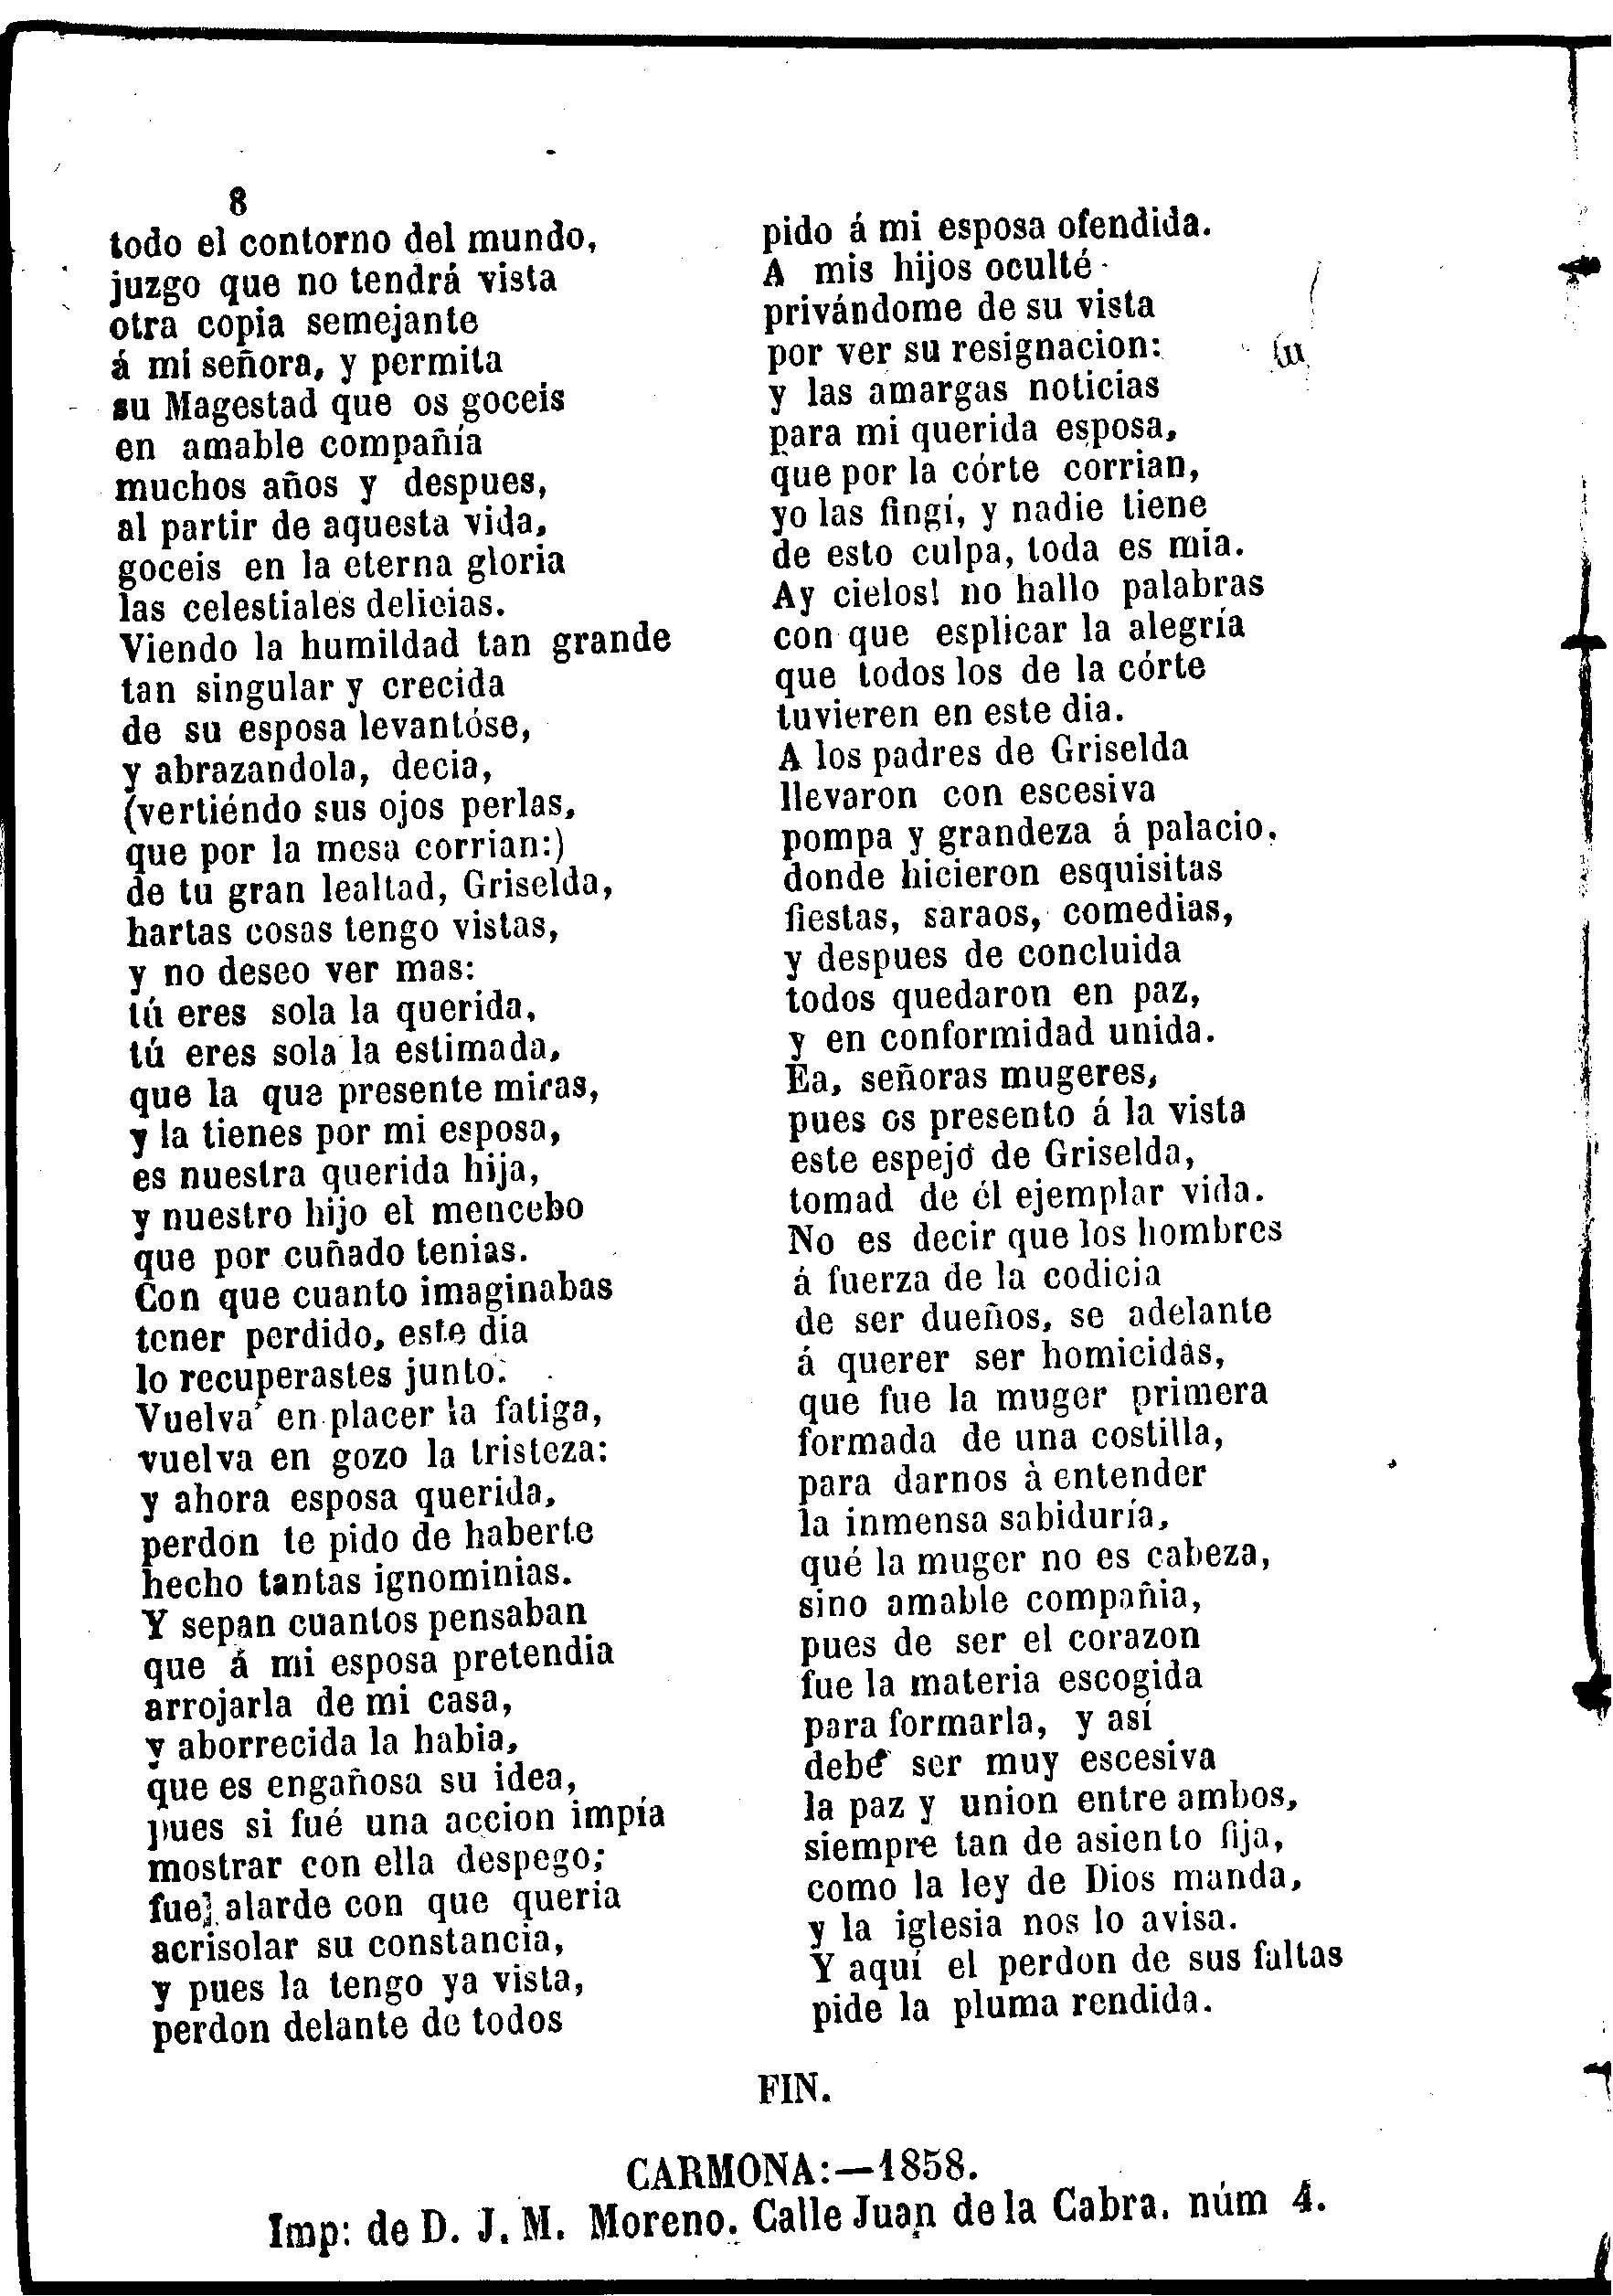 8
todo el contorno del mundo,
juzgo que no tendrá vista
otra copia semejante
á mi señora, y permita
su Magestad que os goceis
en amable compañía
muchos años y despues,
al partir de aquesta vida,
goceis en la eterna gloria
las celestiales delicias.
Viendo la humildad tan grande
tan singular y crecida
de su esposa levantóse,
y abrazandola, decia,
(vertiéndo sus ojos perlas,
que por la mesa corrian:)
de tu gran lealtad, Griselda,
hartas cosas tengo vistas,
y no deseo ver mas:
tú eres sola la querida,
tú eres sola la estimada,
que la que presente miras,
y la tienes por mi esposa,
es nuestra querida hija,
y nuestro hijo el mencebo
que por cuñado tenias.
Con que cuanto imaginabas
tener perdido, este dia
lo recuperastes junto:
Vuelva en placer la fatiga,
vuelva en gozo la tristeza:
y ahora esposa querida,
perdon te pido de haberte
hecho tantas ignominias.
Y sepan cuantos pensaban
que á mi esposa pretendia
arrojarla de mi casa,
y aborrecida la habia,
que es engañosa su idea,
pues si fué una accion impía
mostrar con ella despego;
fue] alarde con que queria
acrisolar su constancia,
y pues la tengo ya vista,
perdon delante de todos
pido á mi esposa ofendida.
A mis hijos oculté
privándome de su vista
por ver su resignacion:
y las amargas noticias
para mi querida esposa,
que por la córte corrian,
yo las fingí, y nadie tiene
de esto culpa, toda es mia.
Ay cielos! no hallo palabras
con que esplicar la alegría
que todos los de la córte
tuvieren en este dia.
A los padres de Griselda
llevaron con escesiva
pompa y grandeza á palacio,
donde hicieron esquisitas
fiestas, saraos, comedias,
y despues de concluida
todos quedaron en paz,
y en conformidad unida.
Ea, señoras mugeres,
pues os presento á la vista
este espejo de Griselda,
tomad de él ejemplar vida.
No es decir que los hombres
á fuerza de la codicia
de ser dueños, se adelante
á querer ser homicidas,
que fue la muger primera
formada de una costilla,
para darnos à entender
la inmensa sabiduría,
qué la muger no es cabeza,
sino amable compañia,
pues de ser el corazon
fue la materia escogida
para formarla, y así
debe ser muy escesiva
la paz y union entre ambos,
siempre tan de asiento fija,
como la ley de Dios manda,
y la iglesia nos lo avisa.
Y aquí el perdon de sus faltas
pide la pluma rendida.
FIN.
CARMONA:—1858.
Imp: de D. J. M. Moreno. Calle Juan de la Cabra. núm 4.